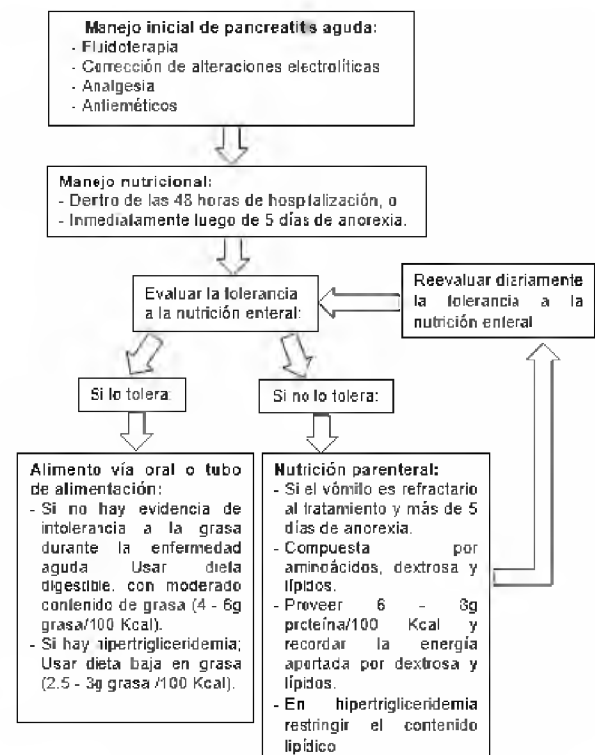 Manejo inicial de pancreatitis aguda:
- Fluidoterapia
- Corrección de alteraciones electrolíticas
- Analgesia
- Antieméticos
Manejo nutricional:
- Dentro de las 48 horas de hospitalización, o
- Inmediatamente luego de 5 días de anorexia.
Evaluar la tolerancia
a la nutrición enteral:
Reevaluar diariamente
la tolerancia a la
nutrición enteral
Si lo tolera:
Si no lo tolera:
Alimento vía oral o tubo
de alimentación:
- Si no hay evidencia de
intolerancia a la grasa
durante la enfermedad
aguda Usar dieta
digestible, con moderado
contenido de grasa (4 - 6g
grasa/100 Kcal).
- Si hay hipertrigliceridemia;
Usar dieta baja en grasa
(2.5 - 3g grasa /100 Kcal).
Nutrición parenteral:
- Si el vómito es refractario
al tratamiento y más de 5
días de anorexia.
- Compuesta por
aminoácidos, dextrosa y
lípidos.
- Proveer 6 -
proteína/100 Kcal y
recordar la energía
aportada por dextrosa y
lípidos.
- En hipertrigliceridemia
restringir el contenido
lipídico